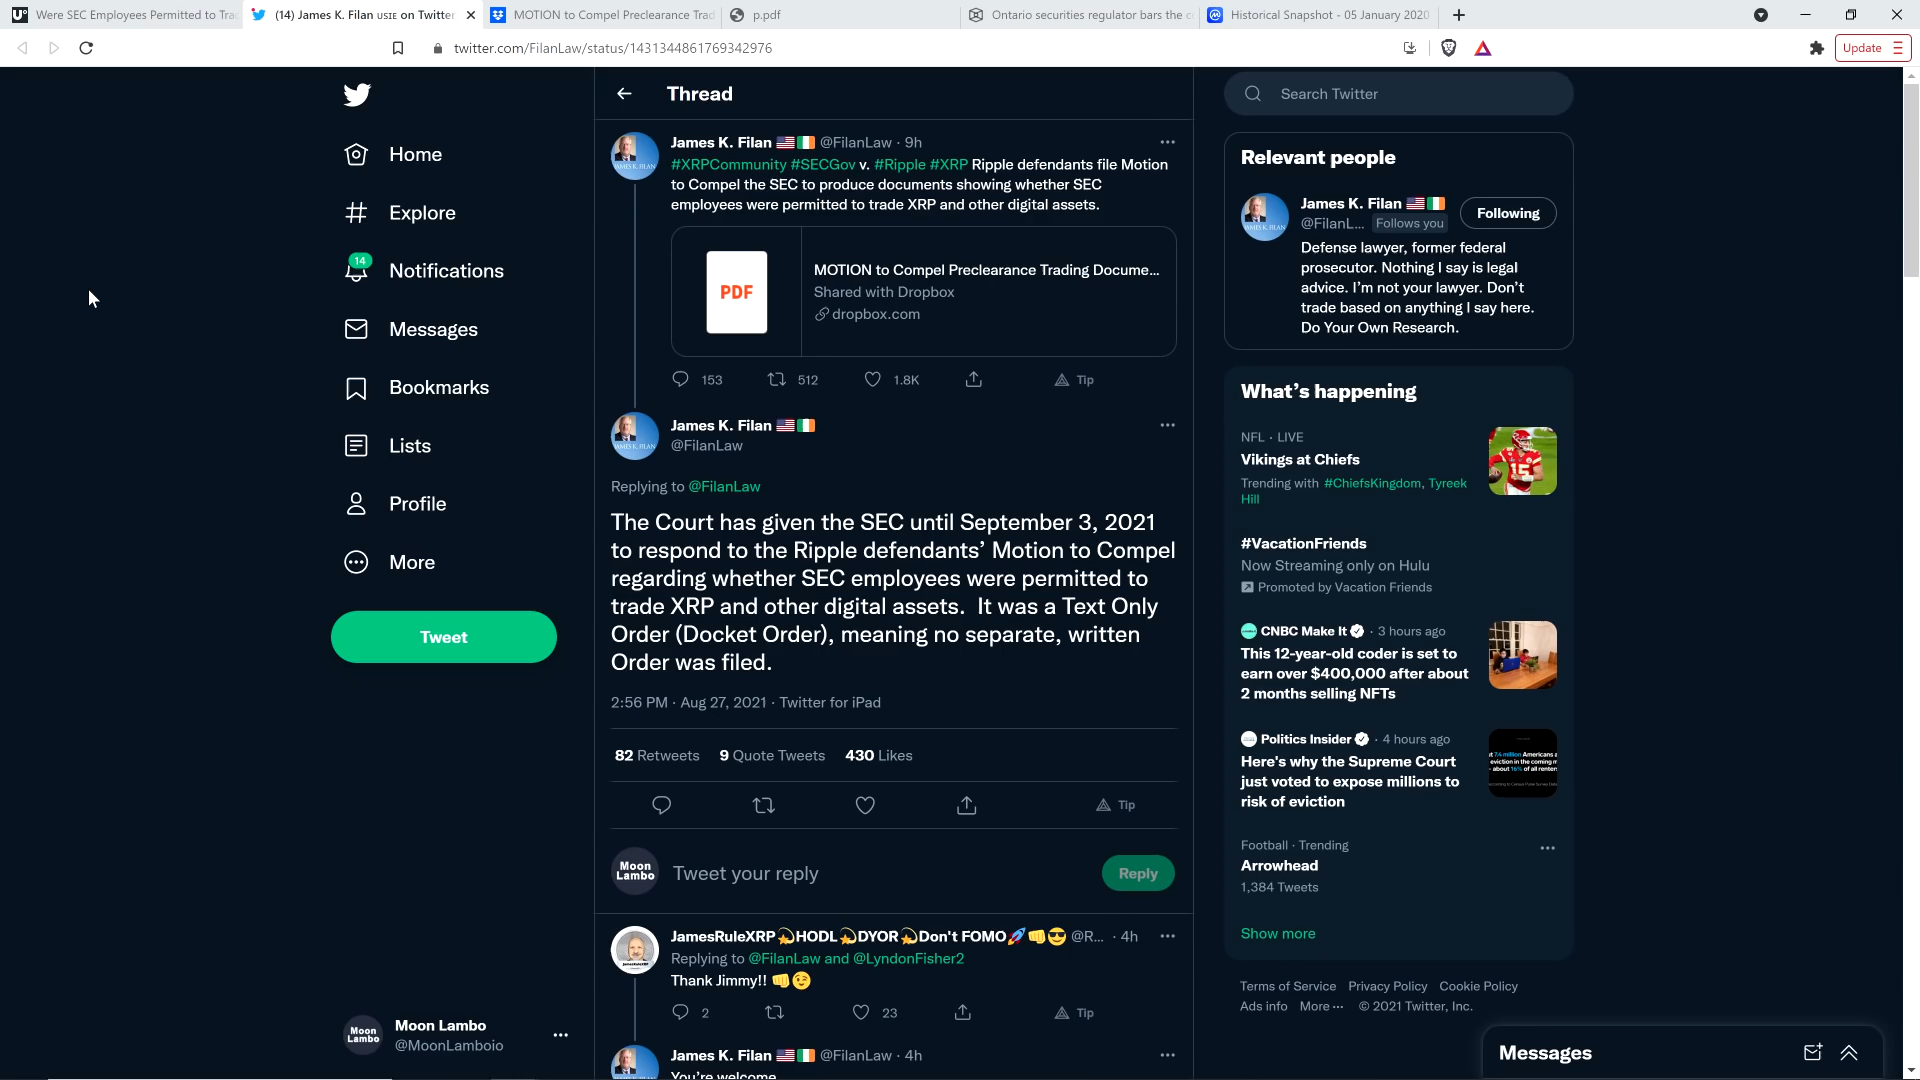 Were SEC Employees Permitted to Tra
(14) James K. Filan USIE on Twitter
MOTION to Compel Preclearance Trad
p.pdf
Ontario securities regulator bars the c
Historical Snapshot - 05 January 2020
twitter.com/FilanLaw/status/1431344861769342976
Update
Home
Explore
14
Notifications
Messages
Bookmarks
Lists
Profile
More
Tweet
Moon Lambo
Moon Lambo
@MoonLamboio
Thread
James K. Filan 🇺🇸🇮🇪 @FilanLaw · 9h
#XRPCommunity #SECGov v. #Ripple #XRP Ripple defendants file Motion
to Compel the SEC to produce documents showing whether SEC
employees were permitted to trade XRP and other digital assets.
PDF
MOTION to Compel Preclearance Trading Docume...
Shared with Dropbox
dropbox.com
153 512 1.8K Tip
James K. Filan 🇺🇸🇮🇪
@FilanLaw
Replying to @FilanLaw
The Court has given the SEC until September 3, 2021
to respond to the Ripple defendants’ Motion to Compel
regarding whether SEC employees were permitted to
trade XRP and other digital assets.  It was a Text Only
Order (Docket Order), meaning no separate, written
Order was filed.
2:56 PM · Aug 27, 2021 · Twitter for iPad
82 Retweets 9 Quote Tweets 430 Likes
Tip
Moon Lambo
Tweet your reply
Reply
JamesRuleXRP💫HODL💫DYOR💫Don't FOMO🚀👊😎 @R... · 4h
Replying to @FilanLaw and @LyndonFisher2
Thank Jimmy!! 👊😉
2 23 Tip
James K. Filan 🇺🇸🇮🇪 @FilanLaw · 4h
You're welcome
Search Twitter
Relevant people
James K. Filan 🇺🇸🇮🇪
@FilanL... Follows you
Following
Defense lawyer, former federal
prosecutor. Nothing I say is legal
advice. I’m not your lawyer. Don’t
trade based on anything I say here.
Do Your Own Research.
What’s happening
NFL · LIVE
Vikings at Chiefs
Trending with #ChiefsKingdom, Tyreek
Hill
#VacationFriends
Now Streaming only on Hulu
Promoted by Vacation Friends
CNBC Make It · 3 hours ago
This 12-year-old coder is set to
earn over $400,000 after about
2 months selling NFTs
Politics Insider · 4 hours ago
Here's why the Supreme Court
just voted to expose millions to
risk of eviction
Football · Trending
Arrowhead
1,384 Tweets
Show more
Terms of Service Privacy Policy Cookie Policy
Ads info More ··· © 2021 Twitter, Inc.
Messages